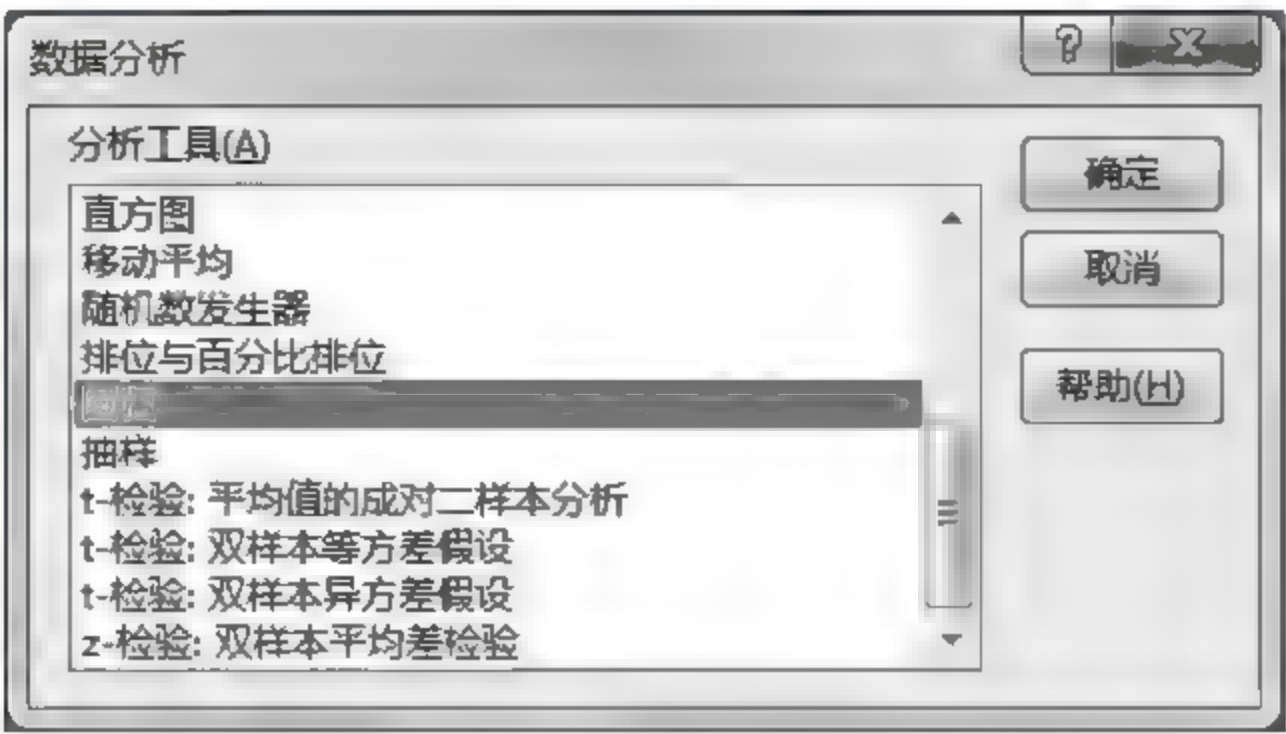 数据分析
分析工具(A)
直方图
移动平均
随机数发生器
排位与百分比排位
抽样
t-检验: 平均值的成对二样本分析
t-检验: 双样本等方差假设
t-检验: 双样本异方差假设
z-检验: 双样本平均差检验
确定
取消
帮助(H)